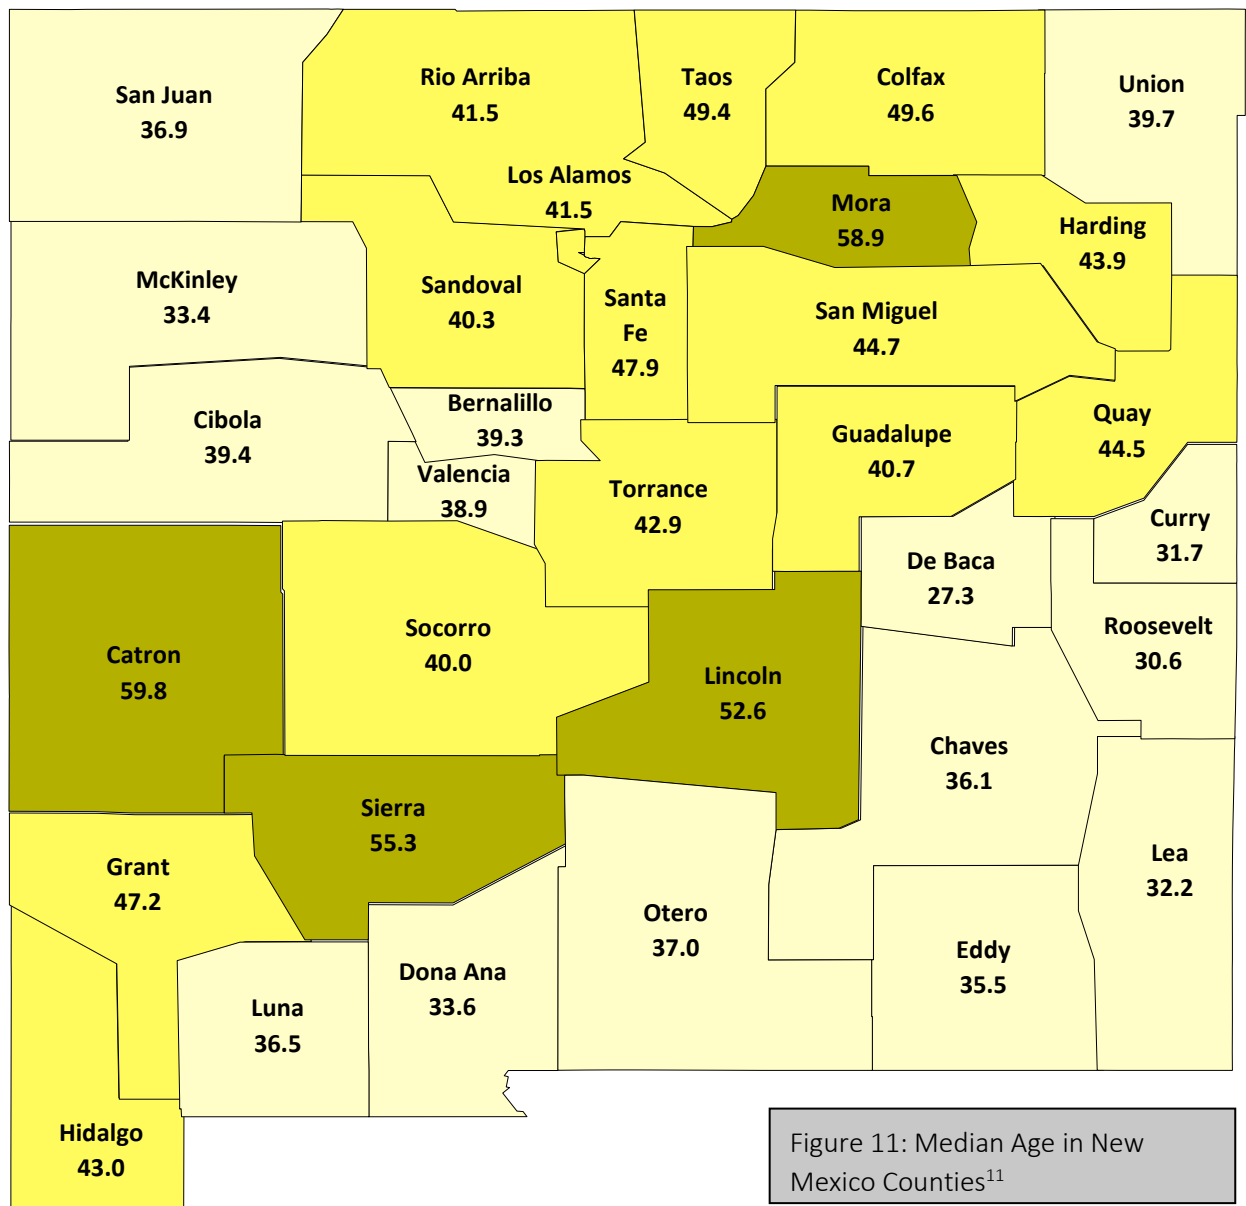 San Juan
36.9
Rio Arriba
41.5
Taos
49.4
Colfax
49.6
Union
39.7
Los Alamos
41.5
Mora
58.9
Harding
43.9
McKinley
33.4
Sandoval
40.3
Santa
Fe
47.9
San Miguel
44.7
Cibola
39.4
Bernalillo
39.3
Guadalupe
40.7
Quay
44.5
Valencia
38.9
Torrance
42.9
Curry
31.7
De Baca
27.3
Roosevelt
30.6
Catron
59.8
Socorro
40.0
Lincoln
52.6
Chaves
36.1
Sierra
55.3
Grant
47.2
Lea
32.2
Otero
37.0
Eddy
35.5
Dona Ana
33.6
Luna
36.5
Hidalgo
43.0
Figure 11: Median Age in New
Mexico Counties¹¹